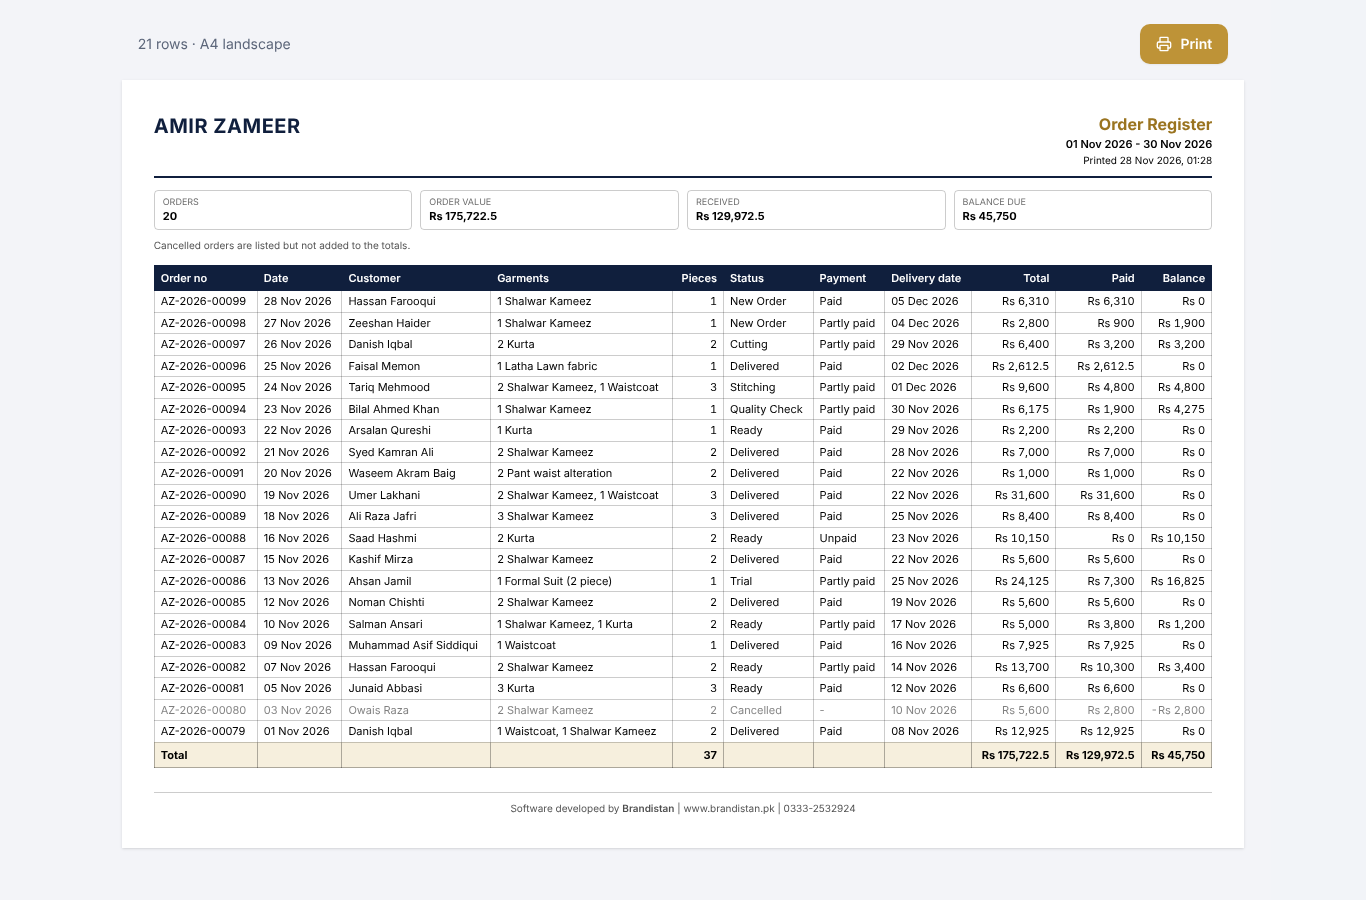 21 rows · A4 landscape
Print
AMIR ZAMEER
Order Register
01 Nov 2026 - 30 Nov 2026
Printed 28 Nov 2026, 01:28
ORDERS
20
ORDER VALUE
Rs 175,722.5
RECEIVED
Rs 129,972.5
BALANCE DUE
Rs 45,750
Cancelled orders are listed but not added to the totals.
Order no Date Customer Garments Pieces Status Payment Delivery date Total Paid Balance
AZ-2026-00099 28 Nov 2026 Hassan Farooqui 1 Shalwar Kameez 1 New Order Paid 05 Dec 2026 Rs 6,310 Rs 6,310 Rs 0
AZ-2026-00098 27 Nov 2026 Zeeshan Haider 1 Shalwar Kameez 1 New Order Partly paid 04 Dec 2026 Rs 2,800 Rs 900 Rs 1,900
AZ-2026-00097 26 Nov 2026 Danish Iqbal 2 Kurta 2 Cutting Partly paid 29 Nov 2026 Rs 6,400 Rs 3,200 Rs 3,200
AZ-2026-00096 25 Nov 2026 Faisal Memon 1 Latha Lawn fabric 1 Delivered Paid 02 Dec 2026 Rs 2,612.5 Rs 2,612.5 Rs 0
AZ-2026-00095 24 Nov 2026 Tariq Mehmood 2 Shalwar Kameez, 1 Waistcoat 3 Stitching Partly paid 01 Dec 2026 Rs 9,600 Rs 4,800 Rs 4,800
AZ-2026-00094 23 Nov 2026 Bilal Ahmed Khan 1 Shalwar Kameez 1 Quality Check Partly paid 30 Nov 2026 Rs 6,175 Rs 1,900 Rs 4,275
AZ-2026-00093 22 Nov 2026 Arsalan Qureshi 1 Kurta 1 Ready Paid 29 Nov 2026 Rs 2,200 Rs 2,200 Rs 0
AZ-2026-00092 21 Nov 2026 Syed Kamran Ali 2 Shalwar Kameez 2 Delivered Paid 28 Nov 2026 Rs 7,000 Rs 7,000 Rs 0
AZ-2026-00091 20 Nov 2026 Waseem Akram Baig 2 Pant waist alteration 2 Delivered Paid 22 Nov 2026 Rs 1,000 Rs 1,000 Rs 0
AZ-2026-00090 19 Nov 2026 Umer Lakhani 2 Shalwar Kameez, 1 Waistcoat 3 Delivered Paid 22 Nov 2026 Rs 31,600 Rs 31,600 Rs 0
AZ-2026-00089 18 Nov 2026 Ali Raza Jafri 3 Shalwar Kameez 3 Delivered Paid 25 Nov 2026 Rs 8,400 Rs 8,400 Rs 0
AZ-2026-00088 16 Nov 2026 Saad Hashmi 2 Kurta 2 Ready Unpaid 23 Nov 2026 Rs 10,150 Rs 0 Rs 10,150
AZ-2026-00087 15 Nov 2026 Kashif Mirza 2 Shalwar Kameez 2 Delivered Paid 22 Nov 2026 Rs 5,600 Rs 5,600 Rs 0
AZ-2026-00086 13 Nov 2026 Ahsan Jamil 1 Formal Suit (2 piece) 1 Trial Partly paid 25 Nov 2026 Rs 24,125 Rs 7,300 Rs 16,825
AZ-2026-00085 12 Nov 2026 Noman Chishti 2 Shalwar Kameez 2 Delivered Paid 19 Nov 2026 Rs 5,600 Rs 5,600 Rs 0
AZ-2026-00084 10 Nov 2026 Salman Ansari 1 Shalwar Kameez, 1 Kurta 2 Ready Partly paid 17 Nov 2026 Rs 5,000 Rs 3,800 Rs 1,200
AZ-2026-00083 09 Nov 2026 Muhammad Asif Siddiqui 1 Waistcoat 1 Delivered Paid 16 Nov 2026 Rs 7,925 Rs 7,925 Rs 0
AZ-2026-00082 07 Nov 2026 Hassan Farooqui 2 Shalwar Kameez 2 Ready Partly paid 14 Nov 2026 Rs 13,700 Rs 10,300 Rs 3,400
AZ-2026-00081 05 Nov 2026 Junaid Abbasi 3 Kurta 3 Ready Paid 12 Nov 2026 Rs 6,600 Rs 6,600 Rs 0
AZ-2026-00080 03 Nov 2026 Owais Raza 2 Shalwar Kameez 2 Cancelled - 10 Nov 2026 Rs 5,600 Rs 2,800 -Rs 2,800
AZ-2026-00079 01 Nov 2026 Danish Iqbal 1 Waistcoat, 1 Shalwar Kameez 2 Delivered Paid 08 Nov 2026 Rs 12,925 Rs 12,925 Rs 0
Total 37 Rs 175,722.5 Rs 129,972.5 Rs 45,750
Software developed by Brandistan | www.brandistan.pk | 0333-2532924